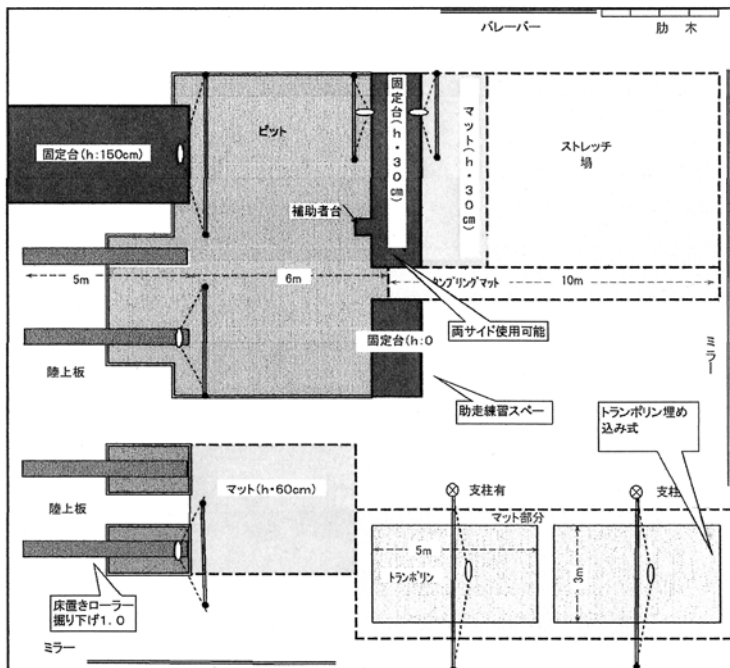 バレーバー
肋 木
固定台(h:150cm)
ピット
固定台(h・30cm)
マット(h・30cm)
ストレッチ
場
補助者台
5m
6m
タンブリングマット
10m
両サイド使用可能
固定台(h:0
陸上板
助走練習スペー
ミラー
トランポリン埋め
込み式
マット(h・60cm)
支柱有
支柱
マット部分
陸上板
5m
3m
トランポリン
床置きローラー
掘り下げ1.0
ミラー